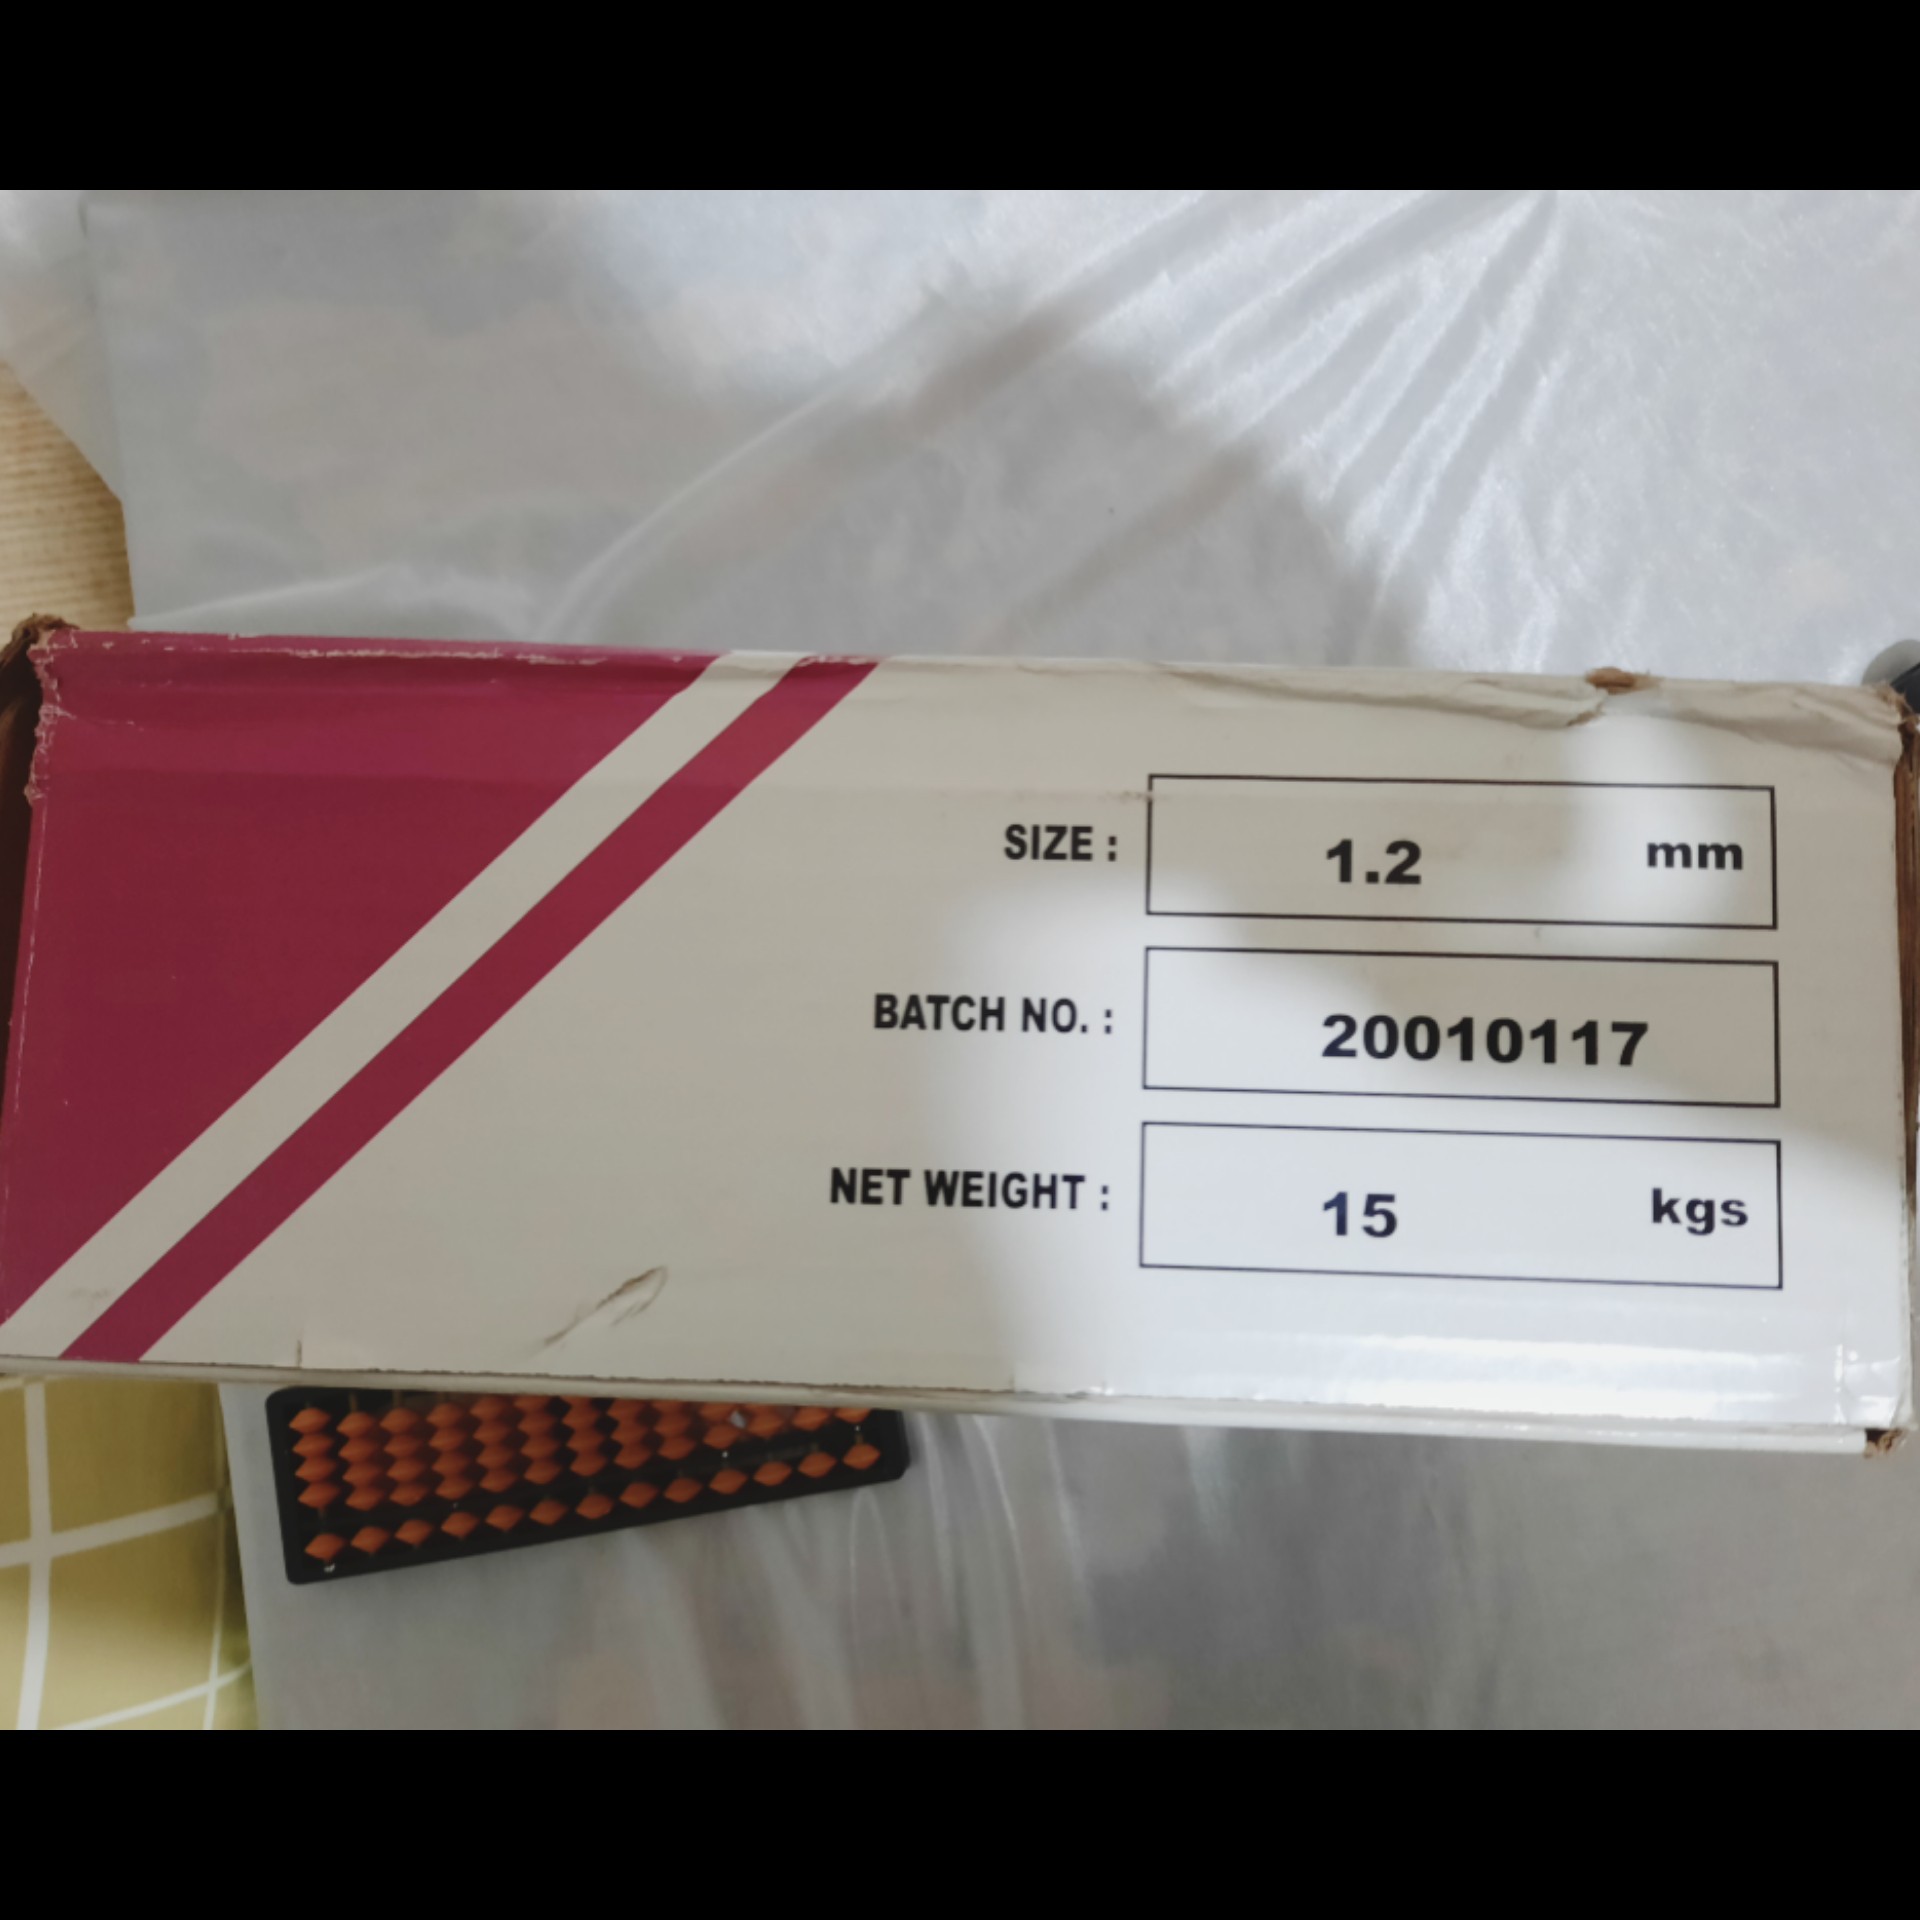 SIZE : 1.2 mm
BATCH NO. : 20010117
NET WEIGHT : 15 kgs